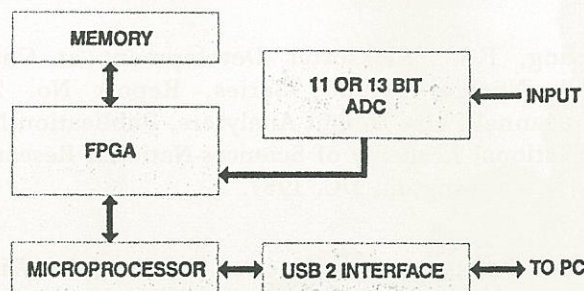 MEMORY
11 OR 13 BIT
ADC
INPUT
FPGA
MICROPROCESSOR
USB 2 INTERFACE
TO PC